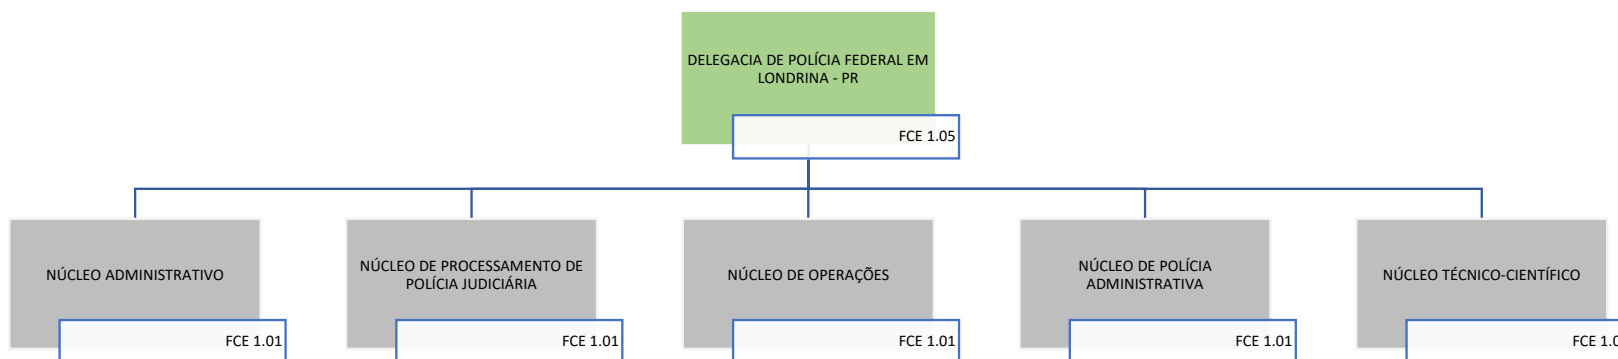 DELEGACIA DE POLÍCIA FEDERAL EM
LONDRINA - PR
FCE 1.05
NÚCLEO ADMINISTRATIVO
FCE 1.01
NÚCLEO DE PROCESSAMENTO DE
POLÍCIA JUDICIÁRIA
FCE 1.01
NÚCLEO DE OPERAÇÕES
FCE 1.01
NÚCLEO DE POLÍCIA
ADMINISTRATIVA
FCE 1.01
NÚCLEO TÉCNICO-CIENTÍFICO
FCE